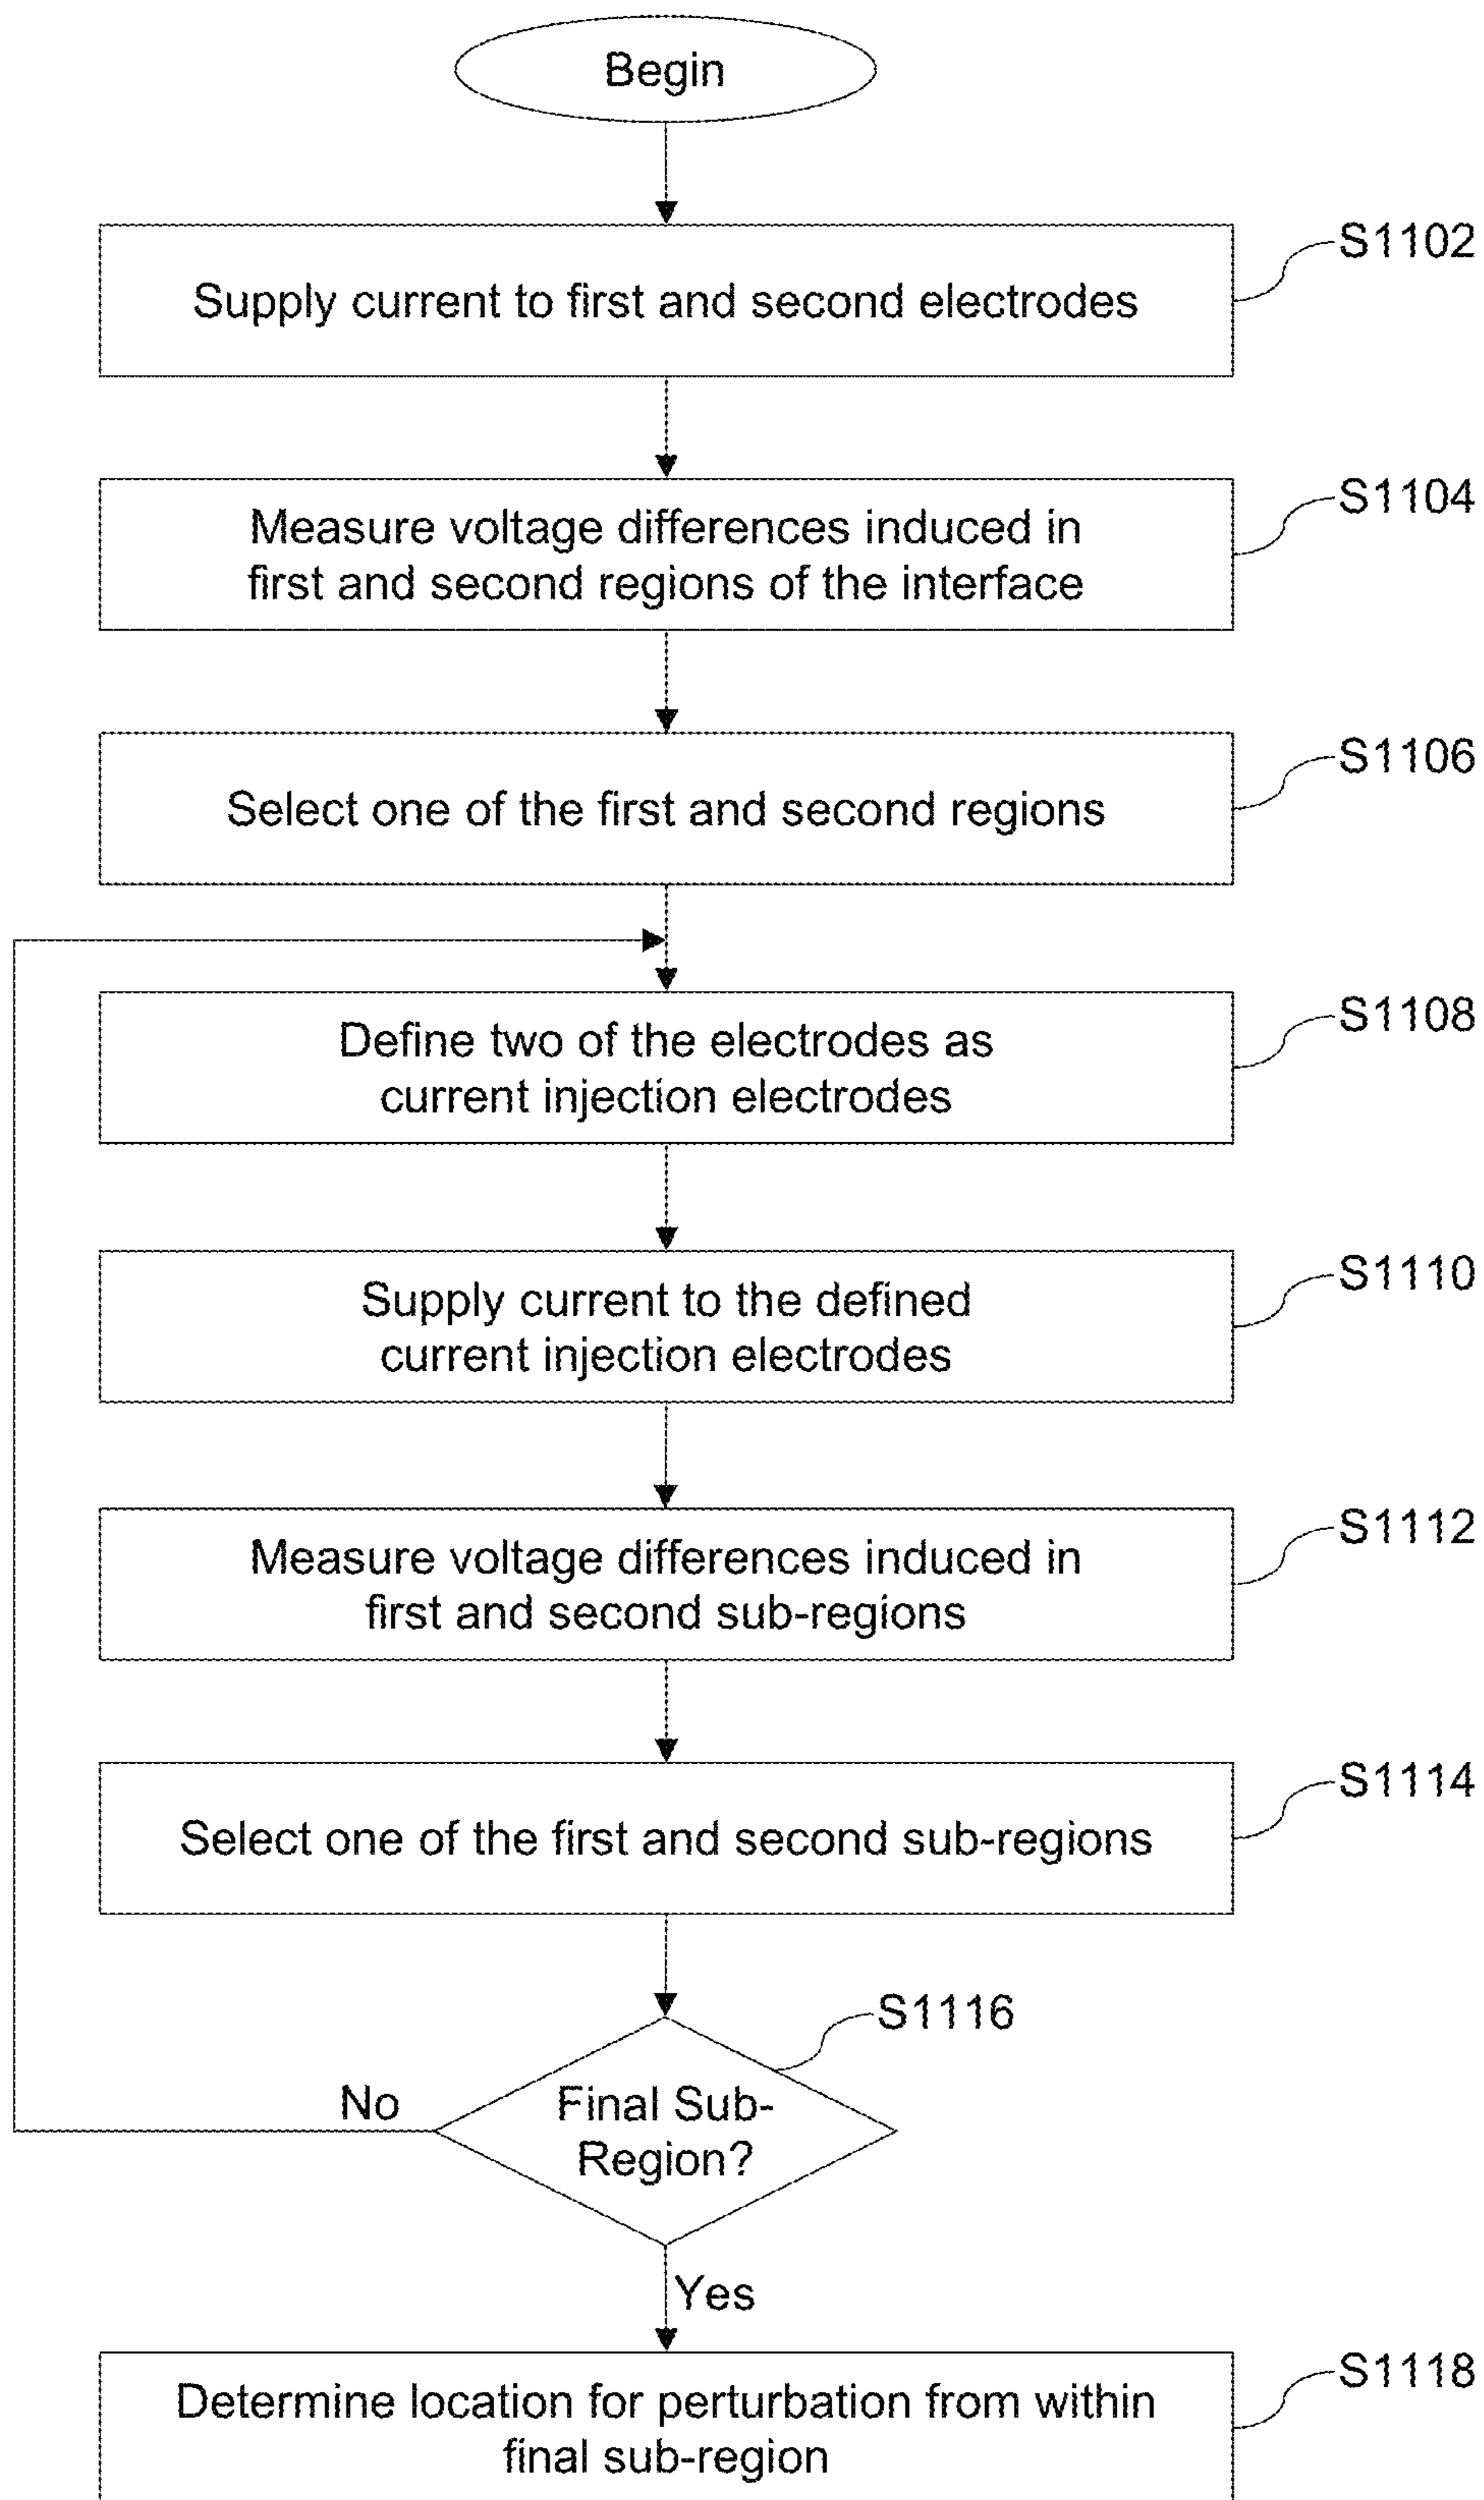 Begin
S1102
Supply current to first and second electrodes
S1104
Measure voltage differences induced in
first and second regions of the interface
S1106
Select one of the first and second regions
S1108
Define two of the electrodes as
current injection electrodes
S1110
Supply current to the defined
current injection electrodes
S1112
Measure voltage differences induced in
first and second sub-regions
S1114
Select one of the first and second sub-regions
S1116
No
Final Sub-
Region?
Yes
S1118
Determine location for perturbation from within
final sub-region